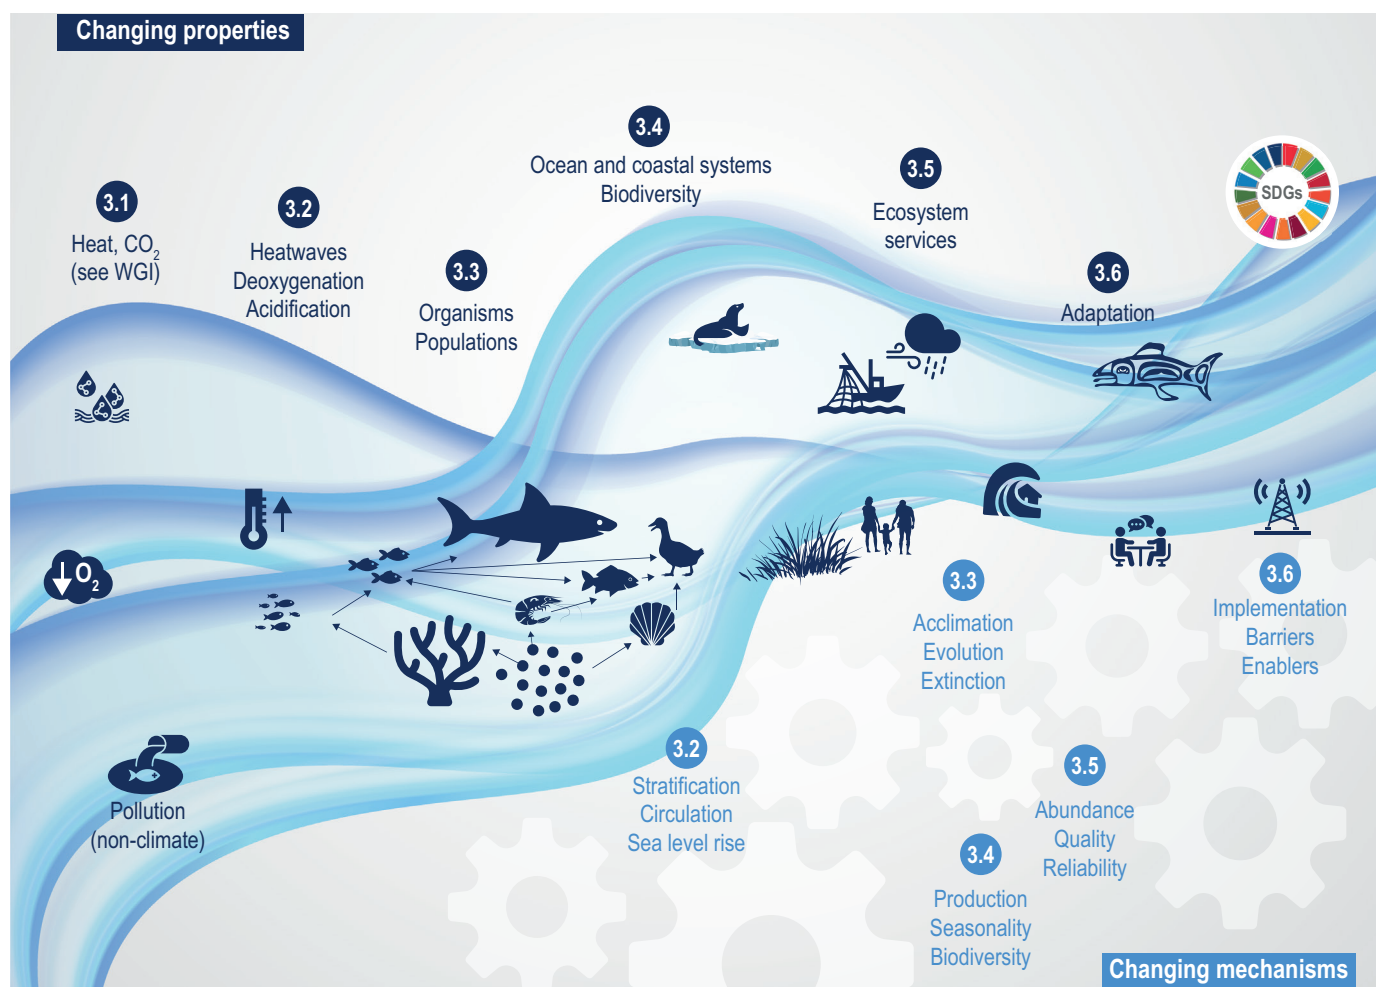 Changing properties
3.1
Heat, CO2
(see WGI)
3.2
Heatwaves
Deoxygenation
Acidification
3.3
Organisms
Populations
3.4
Ocean and coastal systems
Biodiversity
3.5
Ecosystem
services
3.6
Adaptation
SDGs
O2
Pollution
(non-climate)
3.2
Stratification
Circulation
Sea level rise
3.3
Acclimation
Evolution
Extinction
3.4
Production
Seasonality
Biodiversity
3.5
Abundance
Quality
Reliability
3.6
Implementation
Barriers
Enablers
Changing mechanisms